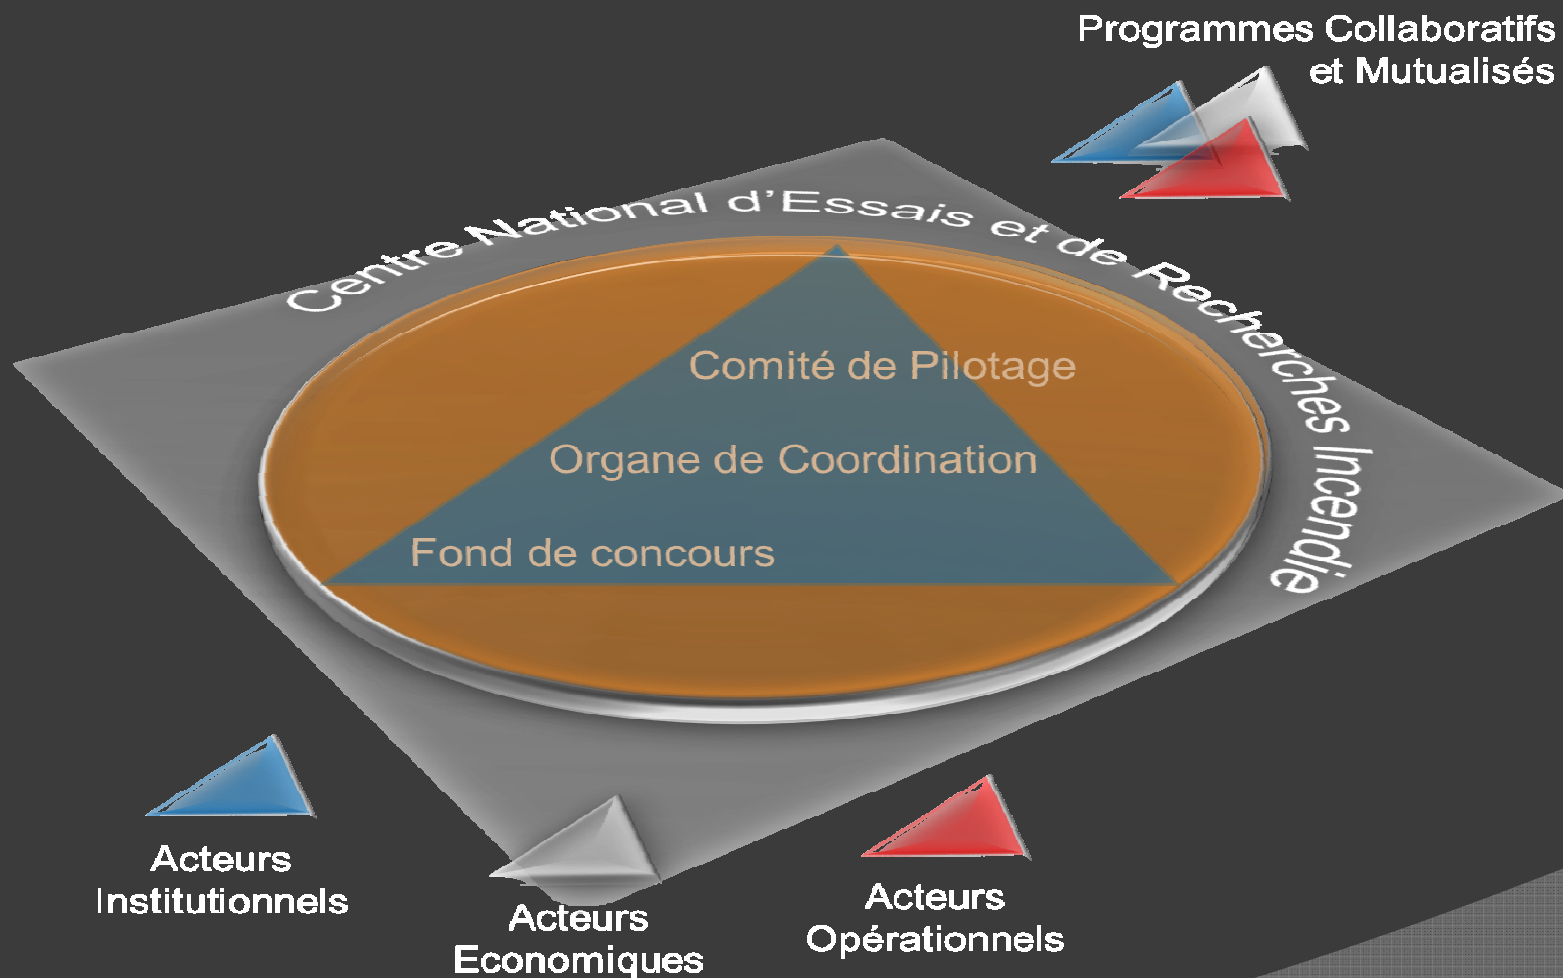 Programmes Collaboratifs
et Mutualisés
Centre National d'Essais et de Recherches Incendie
Comité de Pilotage
Organe de Coordination
Fond de concours
Acteurs
Institutionnels
Acteurs
Economiques
Acteurs
Opérationnels